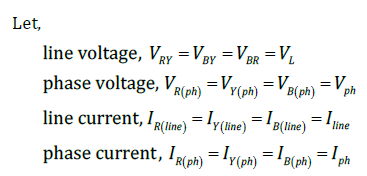 Let,
line voltage, V_RY = V_BY = V_BR = V_L
phase voltage, V_R(ph) = V_Y(ph) = V_B(ph) = V_ph
line current, I_R(line) = I_Y(line) = I_B(line) = I_line
phase current, I_R(ph) = I_Y(ph) = I_B(ph) = I_ph